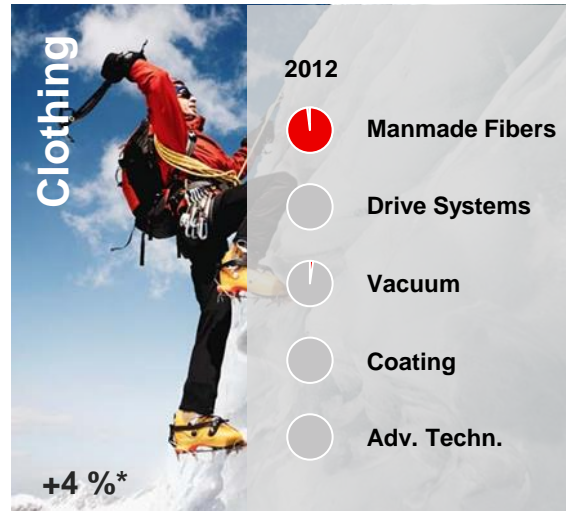 Clothing
2012
Manmade Fibers
Drive Systems
Vacuum
Coating
Adv. Techn.
+4 %*